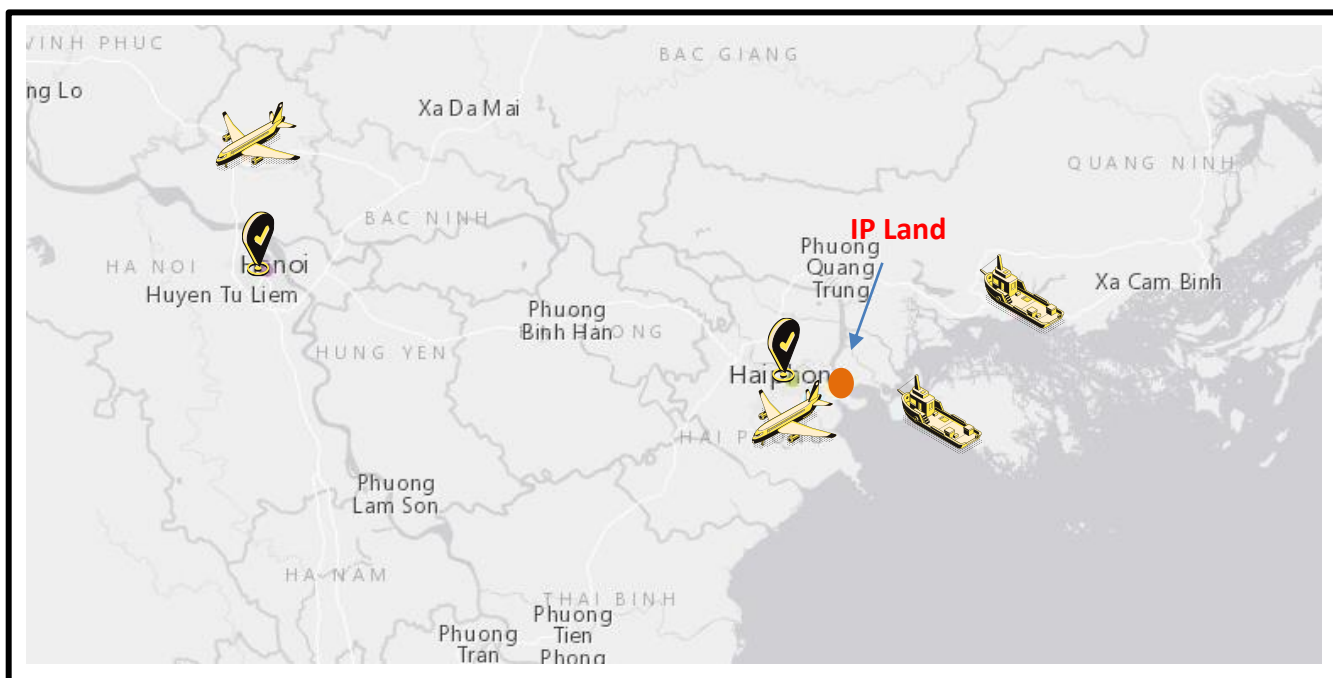 VINH PHUC
BAC GIANG
ng Lo
Xa Da Mai
QUANG NINH
BAC NINH
IP Land
Phuong
Quang
Trung
HA NOI
Hanoi
Xa Cam Binh
Huyen Tu Liem
Phuong
Binh Han
ONG
HUNG YEN
Haiphon
HAI P
Phuong
Lam Son
HA NAM
THAI BINH
Phuong
Tran
Phuong
Tien
Phong